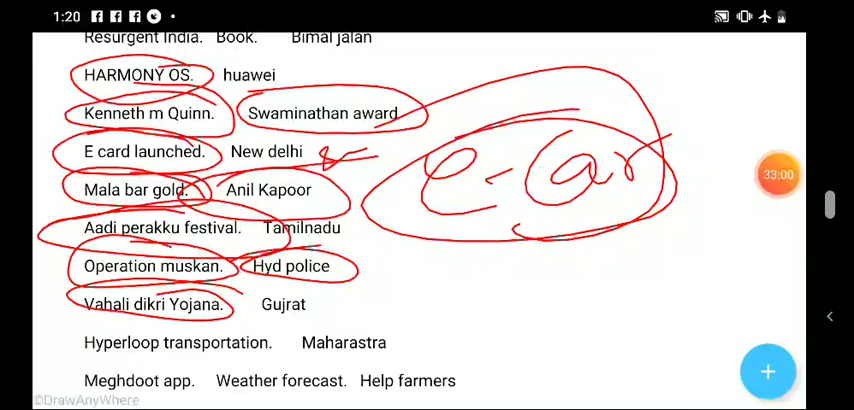 1:20
Resurgent India. Book. Bimal jalan
HARMONY OS. huawei
Kenneth m Quinn. Swaminathan award
E card launched. New delhi
e-Car
Mala bar gold. Anil Kapoor
33:00
Aadi perakku festival. Tamilnadu
Operation muskan. Hyd police
Vahali dikri Yojana. Gujrat
Hyperloop transportation. Maharastra
Meghdoot app. Weather forecast. Help farmers
©DrawAnyWhere